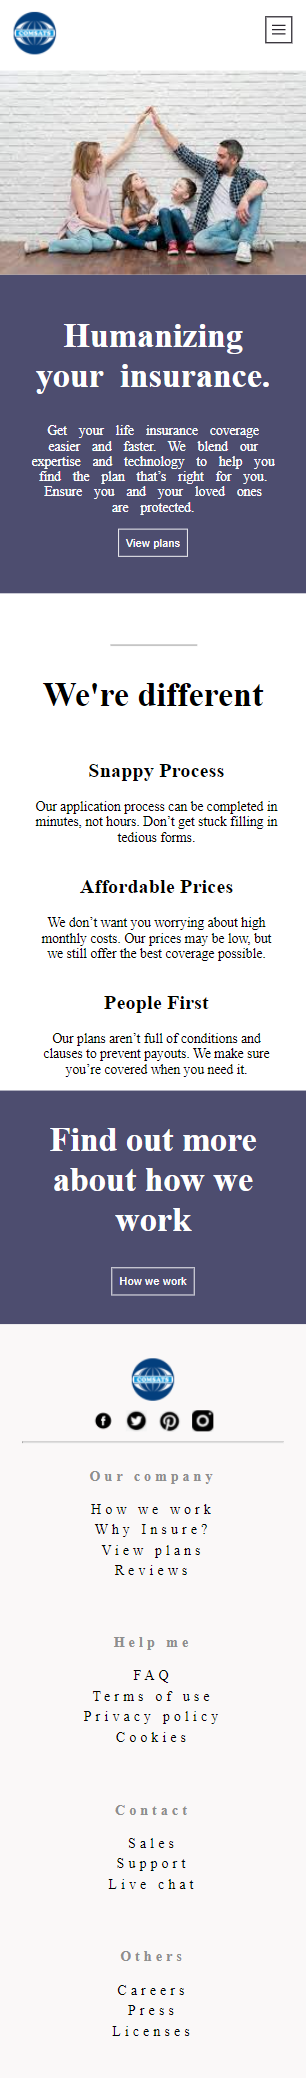 COMSATS
Humanizing
your insurance.
Get your life insurance coverage
easier and faster. We blend our
expertise and technology to help you
find the plan that’s right for you.
Ensure you and your loved ones
are protected.
View plans
We're different
Snappy Process
Our application process can be completed in
minutes, not hours. Don’t get stuck filling in
tedious forms.
Affordable Prices
We don’t want you worrying about high
monthly costs. Our prices may be low, but
we still offer the best coverage possible.
People First
Our plans aren’t full of conditions and
clauses to prevent payouts. We make sure
you’re covered when you need it.
Find out more
about how we
work
How we work
COMSATS
Our company
How we work
Why Insure?
View plans
Reviews
Help me
FAQ
Terms of use
Privacy policy
Cookies
Contact
Sales
Support
Live chat
Others
Careers
Press
Licenses